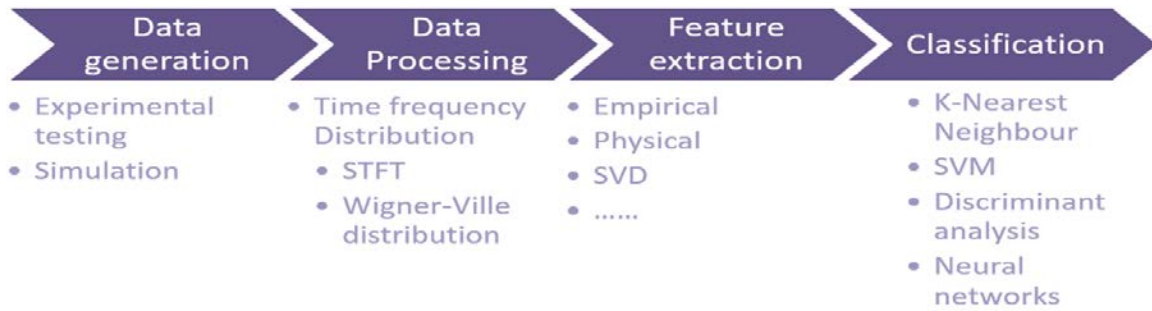 Data
generation
Data
Processing
Feature
extraction
Classification
• Experimental
testing
• Simulation
• Time frequency
Distribution
• STFT
• Wigner-Ville
distribution
• Empirical
• Physical
• SVD
• ......
• K-Nearest
Neighbour
• SVM
• Discriminant
analysis
• Neural
networks